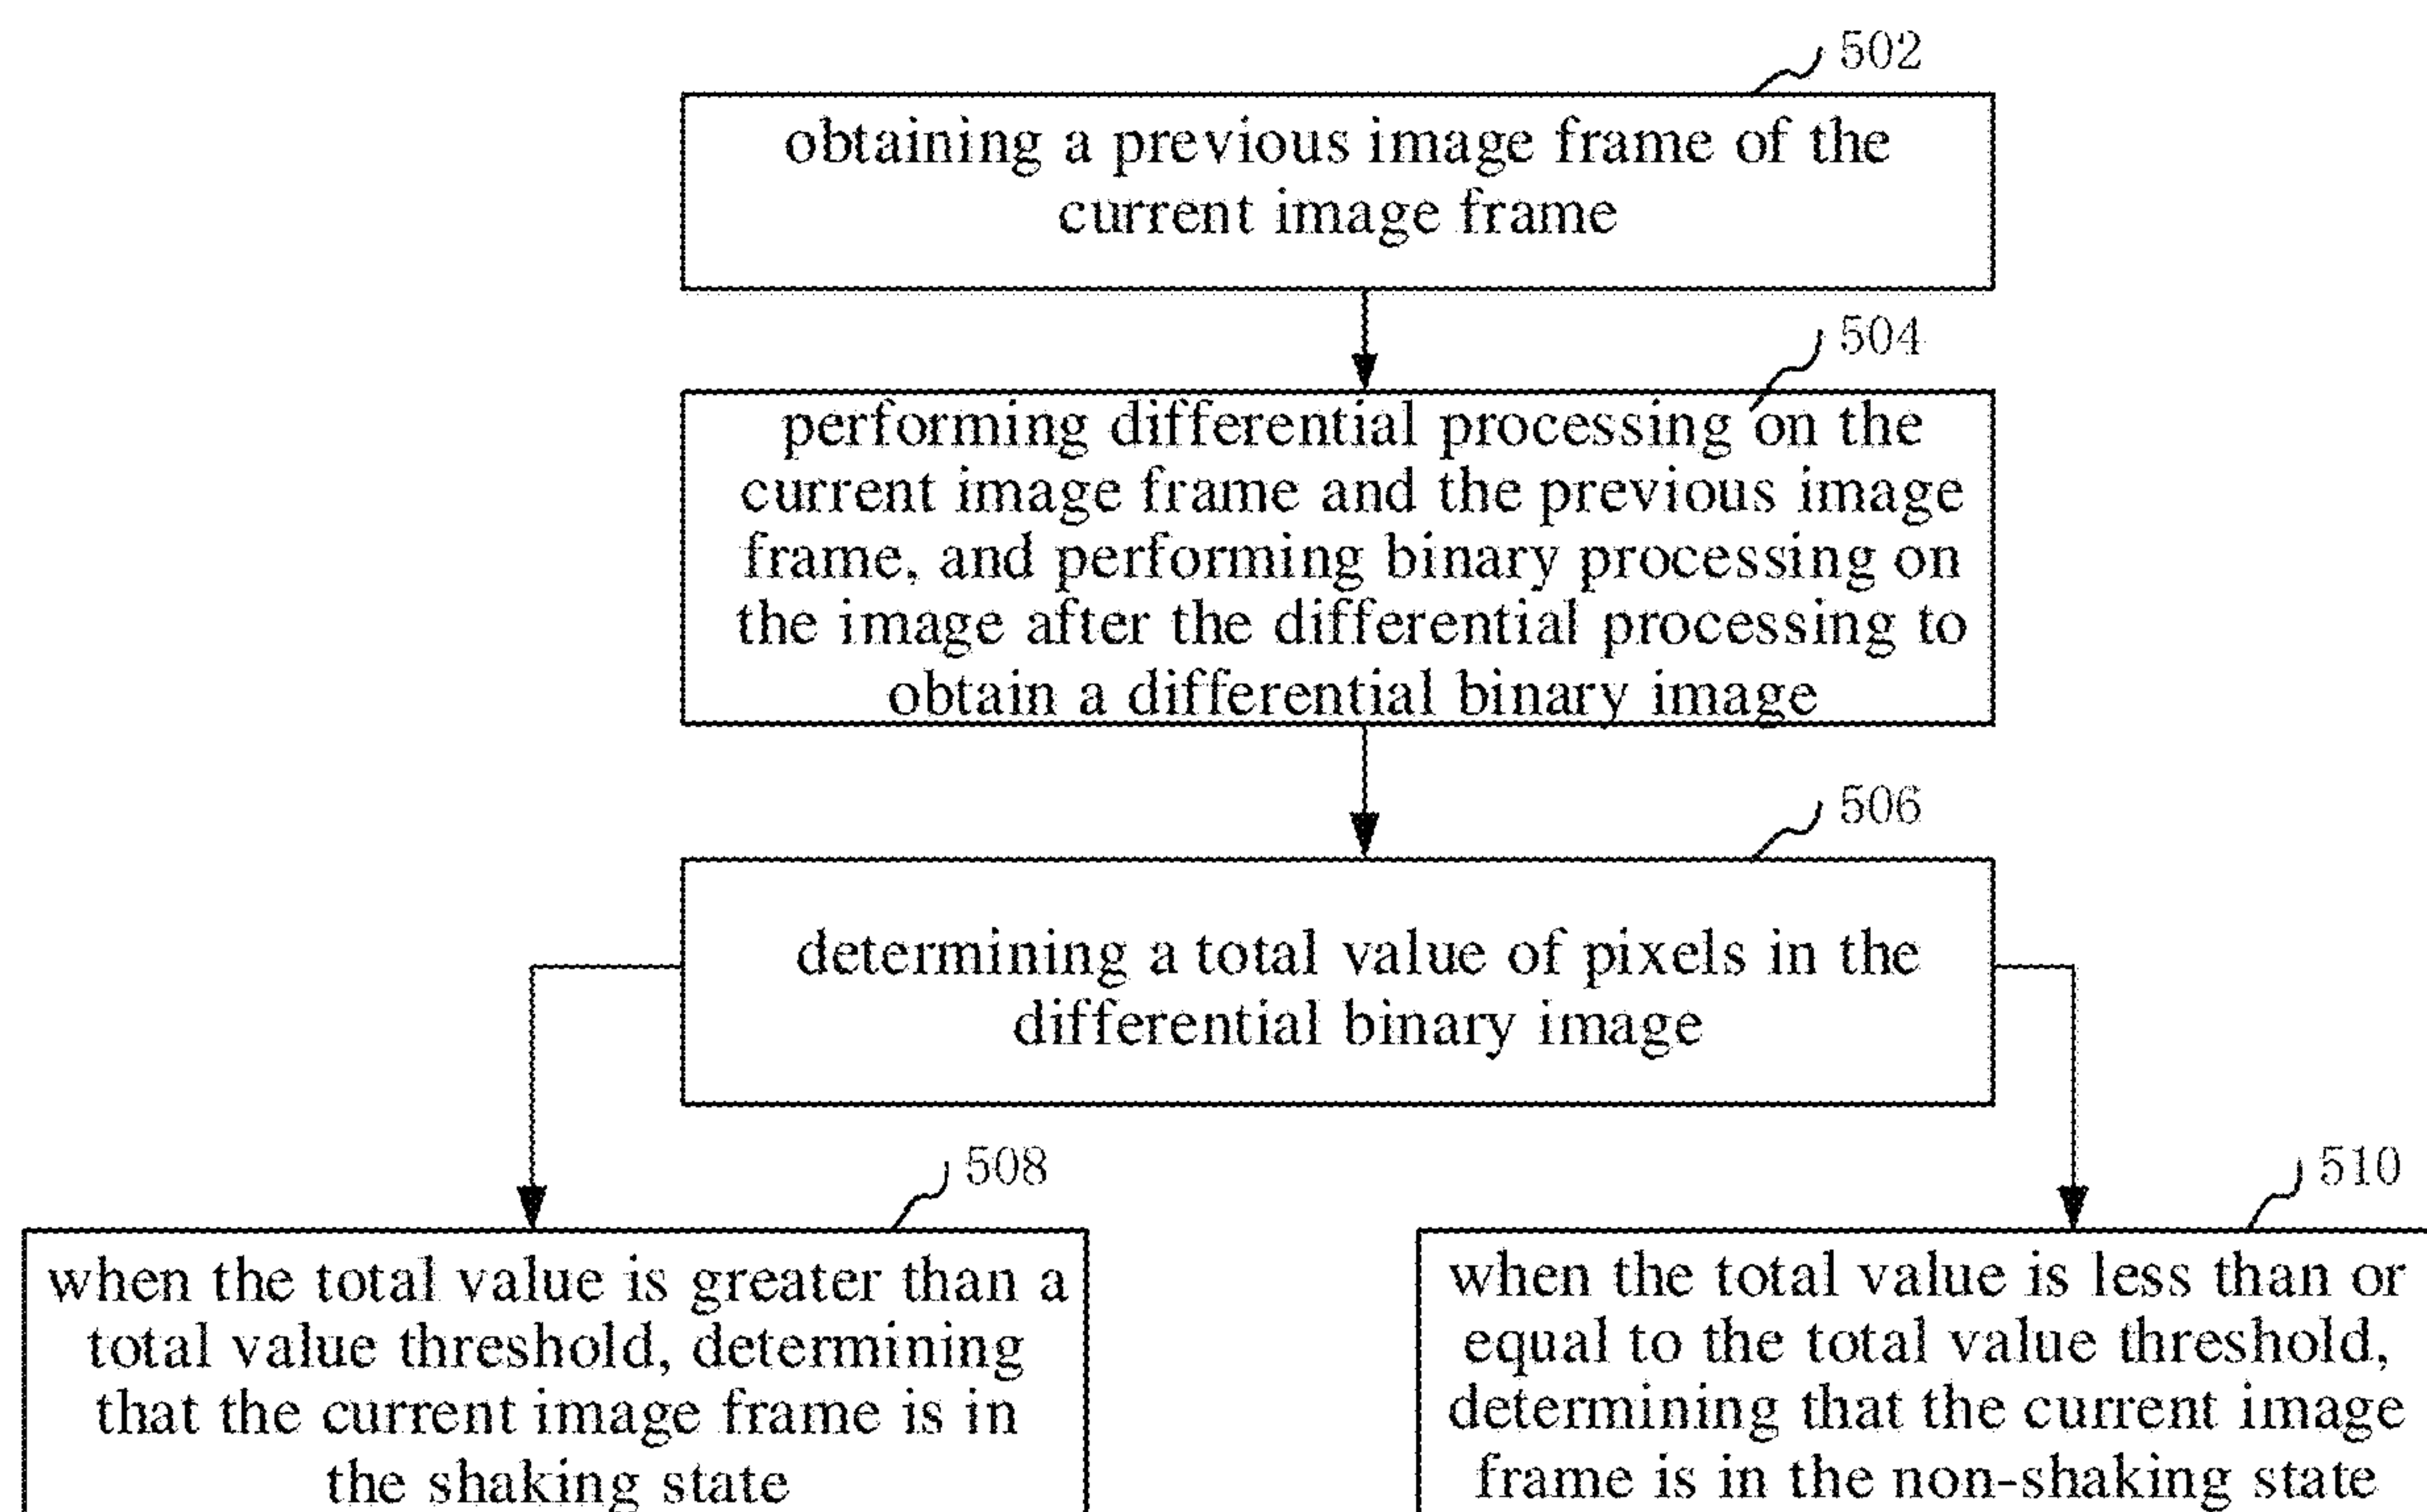 502
obtaining a previous image frame of the
current image frame
504
performing differential processing on the
current image frame and the previous image
frame, and performing binary processing on
the image after the differential processing to
obtain a differential binary image
506
determining a total value of pixels in the
differential binary image
508
when the total value is greater than a
total value threshold, determining
that the current image frame is in
the shaking state
510
when the total value is less than or
equal to the total value threshold,
determining that the current image
frame is in the non-shaking state